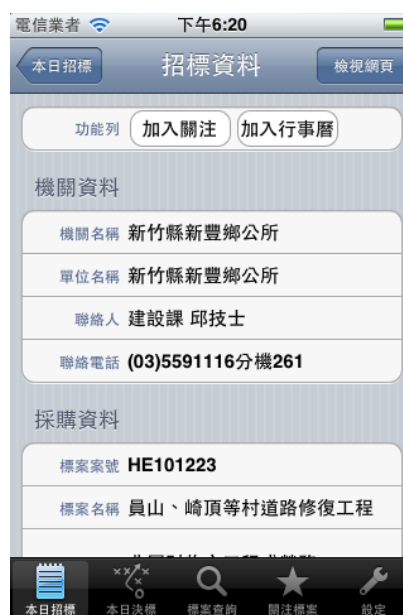 電信業者 下午6:20
本日招標 招標資料 檢視網頁
功能列 加入關注 加入行事曆
機關資料
機關名稱 新竹縣新豐鄉公所
單位名稱 新竹縣新豐鄉公所
聯絡人 建設課 邱技士
聯絡電話 (03)5591116分機261
採購資料
標案案號 HE101223
標案名稱 員山、崎頂等村道路修復工程
本日招標 本日決標 標案查詢 關注標案 設定